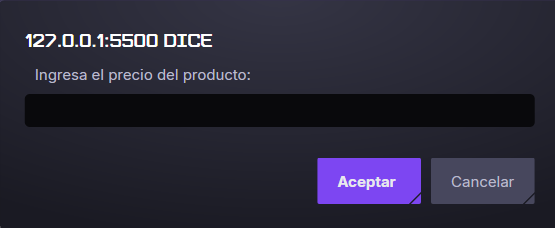 127.0.0.1:5500 DICE
Ingresa el precio del producto:
Aceptar
Cancelar